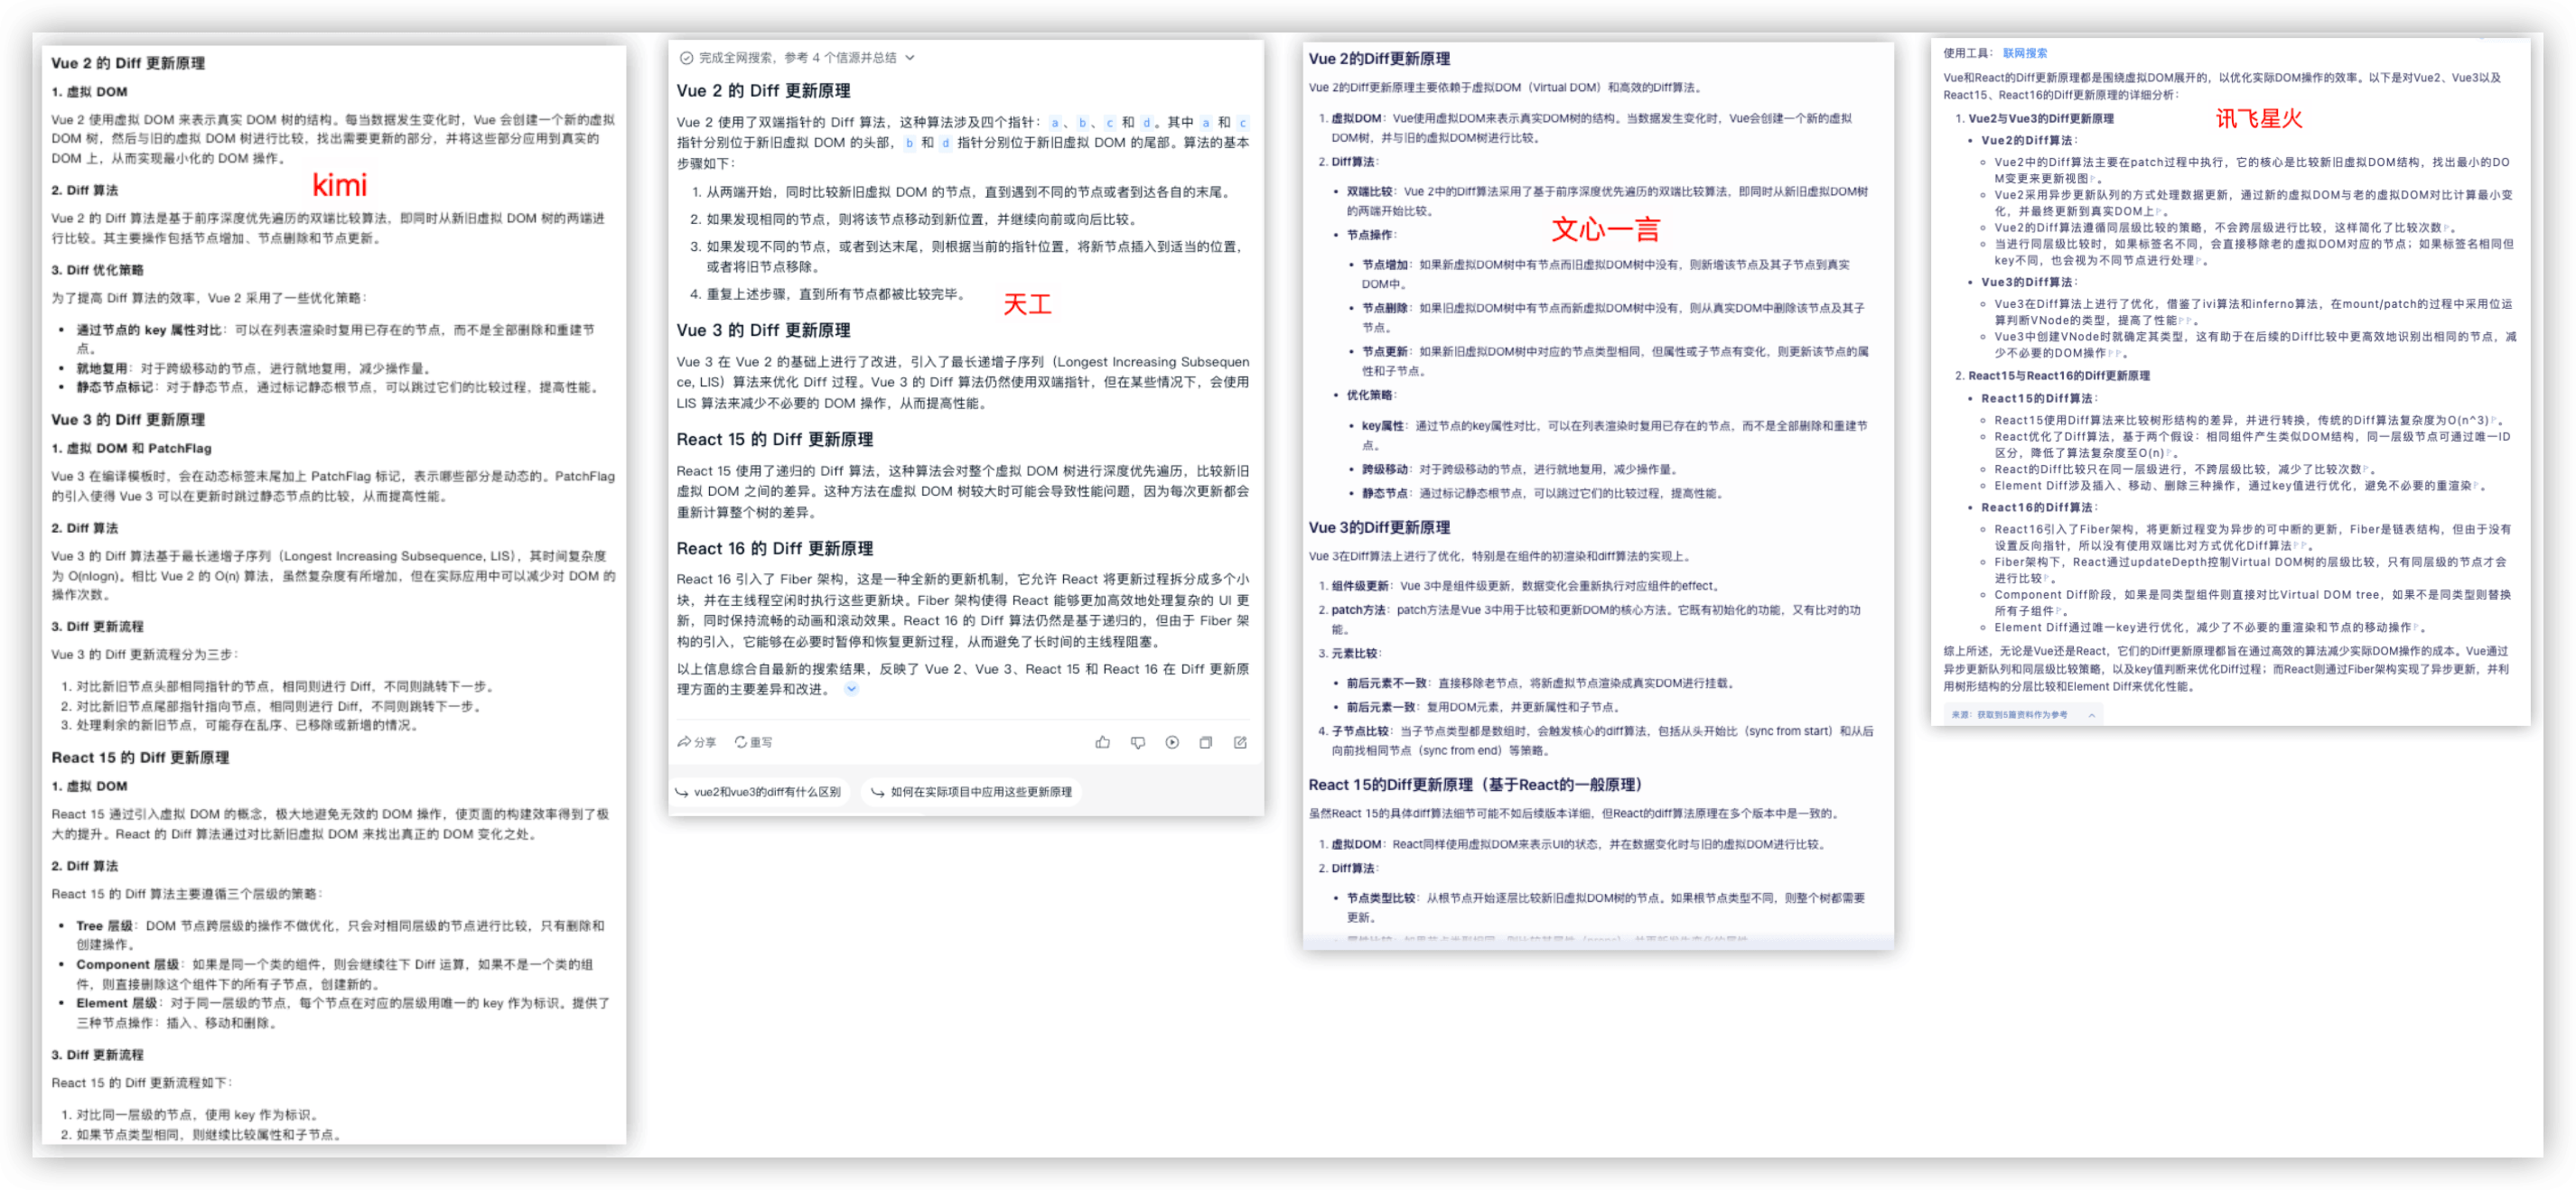 Vue 2 的 Diff 更新原理
1. 虚拟 DOM
Vue 2 使用虚拟 DOM 来表示真实 DOM 树的结构。每当数据发生变化时，Vue 会创建一个新的虚拟
DOM 树，然后与旧的虚拟 DOM 树进行比较，找出需要更新的部分，并将这些部分应用到真实的
DOM 上，从而实现最小化的 DOM 操作。
kimi
2. Diff 算法
Vue 2 的 Diff 算法是基于前序深度优先遍历的双端比较算法，即同时从新旧虚拟 DOM 树的两端进
行比较。其主要操作包括节点增加、节点删除和节点更新。
3. Diff 优化策略
为了提高 Diff 算法的效率，Vue 2 采用了一些优化策略：
• 通过节点的 key 属性对比：可以在列表渲染时复用已存在的节点，而不是全部删除和重建节
点。
• 就地复用：对于跨级移动的节点，进行就地复用，减少操作量。
• 静态节点标记：对于静态节点，通过标记静态根节点，可以跳过它们的比较过程，提高性能。
Vue 3 的 Diff 更新原理
1. 虚拟 DOM 和 PatchFlag
Vue 3 在编译模板时，会在动态标签末尾加上 PatchFlag 标记，表示哪些部分是动态的。PatchFlag
的引入使得 Vue 3 可以在更新时跳过静态节点的比较，从而提高性能。
2. Diff 算法
Vue 3 的 Diff 算法基于最长递增子序列（Longest Increasing Subsequence, LIS），其时间复杂度
为 O(nlogn)。相比 Vue 2 的 O(n) 算法，虽然复杂度有所增加，但在实际应用中可以减少对 DOM 的
操作次数。
3. Diff 更新流程
Vue 3 的 Diff 更新流程分为三步：
1. 对比新旧节点头部相同指针的节点，相同则进行 Diff，不同则跳转下一步。
2. 对比新旧节点尾部指针指向节点，相同则进行 Diff，不同则跳转下一步。
3. 处理剩余的新旧节点，可能存在乱序、已移除或新增的情况。
React 15 的 Diff 更新原理
1. 虚拟 DOM
React 15 通过引入虚拟 DOM 的概念，极大地避免无效的 DOM 操作，使页面的构建效率得到了极
大的提升。React 的 Diff 算法通过对比新旧虚拟 DOM 来找出真正的 DOM 变化之处。
2. Diff 算法
React 15 的 Diff 算法主要遵循三个层级的策略：
• Tree 层级：DOM 节点跨层级的操作不做优化，只会对相同层级的节点进行比较，只有删除和
创建操作。
• Component 层级：如果是同一个类的组件，则会继续往下 Diff 运算，如果不是一个类的组
件，则直接删除这个组件下的所有子节点，创建新的。
• Element 层级：对于同一层级的节点，每个节点在对应的层级用唯一的 key 作为标识。提供了
三种节点操作：插入、移动和删除。
3. Diff 更新流程
React 15 的 Diff 更新流程如下：
1. 对比同一层级的节点，使用 key 作为标识。
2. 如果节点类型相同，则继续比较属性和子节点。
完成全网搜索，参考 4 个信源并总结
Vue 2 的 Diff 更新原理
Vue 2 使用了双端指针的 Diff 算法，这种算法涉及四个指针：a、b、c 和 d。其中 a 和 c
指针分别位于新旧虚拟 DOM 的头部，b 和 d 指针分别位于新旧虚拟 DOM 的尾部。算法的基本
步骤如下：
1. 从两端开始，同时比较新旧虚拟 DOM 的节点，直到遇到不同的节点或者到达各自的末尾。
2. 如果发现相同的节点，则将该节点移动到新位置，并继续向前或向后比较。
3. 如果发现不同的节点，或者到达末尾，则根据当前的指针位置，将新节点插入到适当的位置，
或者将旧节点移除。
4. 重复上述步骤，直到所有节点都被比较完毕。
天工
Vue 3 的 Diff 更新原理
Vue 3 在 Vue 2 的基础上进行了改进，引入了最长递增子序列（Longest Increasing Subsequen
ce, LIS）算法来优化 Diff 过程。Vue 3 的 Diff 算法仍然使用双端指针，但在某些情况下，会使用
LIS 算法来减少不必要的 DOM 操作，从而提高性能。
React 15 的 Diff 更新原理
React 15 使用了递归的 Diff 算法，这种算法会对整个虚拟 DOM 树进行深度优先遍历，比较新旧
虚拟 DOM 之间的差异。这种方法在虚拟 DOM 树较大时可能会导致性能问题，因为每次更新都会
重新计算整个树的差异。
React 16 的 Diff 更新原理
React 16 引入了 Fiber 架构，这是一种全新的更新机制，它允许 React 将更新过程拆分成多个小
块，并在主线程空闲时执行这些更新块。Fiber 架构使得 React 能够更加高效地处理复杂的 UI 更
新，同时保持流畅的动画和滚动效果。React 16 的 Diff 算法仍然是基于递归的，但由于 Fiber 架
构的引入，它能够在必要时暂停和恢复更新过程，从而避免了长时间的主线程阻塞。
以上信息综合自最新的搜索结果，反映了 Vue 2、Vue 3、React 15 和 React 16 在 Diff 更新原
理方面的主要差异和改进。
分享 重写
vue2和vue3的diff有什么区别 如何在实际项目中应用这些更新原理
Vue 2的Diff更新原理
Vue 2的Diff更新原理主要依赖于虚拟DOM（Virtual DOM）和高效的Diff算法。
1. 虚拟DOM：Vue使用虚拟DOM来表示真实DOM树的结构。当数据发生变化时，Vue会创建一个新的虚拟
DOM树，并与旧的虚拟DOM树进行比较。
2. Diff算法：
• 双端比较：Vue 2中的Diff算法采用了基于前序深度优先遍历的双端比较算法，即同时从新旧虚拟DOM树
的两端开始比较。
文心一言
• 节点操作：
• 节点增加：如果新虚拟DOM树中有节点而旧虚拟DOM树中没有，则新增该节点及其子节点到真实
DOM中。
• 节点删除：如果旧虚拟DOM树中有节点而新虚拟DOM树中没有，则从真实DOM中删除该节点及其子
节点。
• 节点更新：如果新旧虚拟DOM树中对应的节点类型相同，但属性或子节点有变化，则更新该节点的属
性和子节点。
• 优化策略：
• key属性：通过节点的key属性对比，可以在列表渲染时复用已存在的节点，而不是全部删除和重建节
点。
• 跨级移动：对于跨级移动的节点，进行就地复用，减少操作量。
• 静态节点：通过标记静态根节点，可以跳过它们的比较过程，提高性能。
Vue 3的Diff更新原理
Vue 3在Diff算法上进行了优化，特别是在组件的初渲染和diff算法的实现上。
1. 组件级更新：Vue 3中是组件级更新，数据变化会重新执行对应组件的effect。
2. patch方法：patch方法是Vue 3中用于比较和更新DOM的核心方法。它既有初始化的功能，又有比对的功
能。
3. 元素比较：
• 前后元素不一致：直接移除老节点，将新虚拟节点渲染成真实DOM进行挂载。
• 前后元素一致：复用DOM元素，并更新属性和子节点。
4. 子节点比较：当子节点类型都是数组时，会触发核心的diff算法，包括从头开始比（sync from start）和从后
向前找相同节点（sync from end）等策略。
React 15的Diff更新原理（基于React的一般原理）
虽然React 15的具体diff算法细节可能不如后续版本详细，但React的diff算法原理在多个版本中是一致的。
1. 虚拟DOM：React同样使用虚拟DOM来表示UI的状态，并在数据变化时与旧的虚拟DOM进行比较。
2. Diff算法：
• 节点类型比较：从根节点开始逐层比较新旧虚拟DOM树的节点。如果根节点类型不同，则整个树都需要
更新。
使用工具： 联网搜索
Vue和React的Diff更新原理都是围绕虚拟DOM展开的，以优化实际DOM操作的效率。以下是对Vue2、Vue3以及
React15、React16的Diff更新原理的详细分析：
讯飞星火
1. Vue2与Vue3的Diff更新原理
• Vue2的Diff算法：
◦ Vue2中的Diff算法主要在patch过程中执行，它的核心是比较新旧虚拟DOM结构，找出最小的DO
M变更来更新视图。
◦ Vue2采用异步更新队列的方式处理数据更新，通过新的虚拟DOM与老的虚拟DOM对比计算最小变
化，并最终更新到真实DOM上。
◦ Vue2的Diff算法遵循同层级比较的策略，不会跨层级进行比较，这样简化了比较次数。
◦ 当进行同层级比较时，如果标签名不同，会直接移除老的虚拟DOM对应的节点；如果标签名相同但
key不同，也会视为不同节点进行处理。
• Vue3的Diff算法：
◦ Vue3在Diff算法上进行了优化，借鉴了ivi算法和inferno算法，在mount/patch的过程中采用位运
算判断VNode的类型，提高了性能。
◦ Vue3中创建VNode时就确定其类型，这有助于在后续的Diff比较中更高效地识别出相同的节点，减
少不必要的DOM操作。
2. React15与React16的Diff更新原理
• React15的Diff算法：
◦ React15使用Diff算法来比较树形结构的差异，并进行转换，传统的Diff算法复杂度为O(n^3)。
◦ React优化了Diff算法，基于两个假设：相同组件产生类似DOM结构，同一层级节点可通过唯一ID
区分，降低了算法复杂度至O(n)。
◦ React的Diff比较只在同一层级进行，不跨层级比较，减少了比较次数。
◦ Element Diff涉及插入、移动、删除三种操作，通过key值进行优化，避免不必要的重渲染。
• React16的Diff算法：
◦ React16引入了Fiber架构，将更新过程变为异步的可中断的更新，Fiber是链表结构，但由于没有
设置反向指针，所以没有使用双端比对方式优化Diff算法。
◦ Fiber架构下，React通过updateDepth控制Virtual DOM树的层级比较，只有同层级的节点才会
进行比较。
◦ Component Diff阶段，如果是同类型组件则直接对比Virtual DOM tree，如果不是同类型则替换
所有子组件。
◦ Element Diff通过唯一key进行优化，减少了不必要的重渲染和节点的移动操作。
综上所述，无论是Vue还是React，它们的Diff更新原理都旨在通过高效的算法减少实际DOM操作的成本。Vue通过
异步更新队列和同层级比较策略，以及key值判断来优化Diff过程；而React则通过Fiber架构实现了异步更新，并利
用树形结构的分层比较和Element Diff来优化性能。
来源：获取到5篇资料作为参考